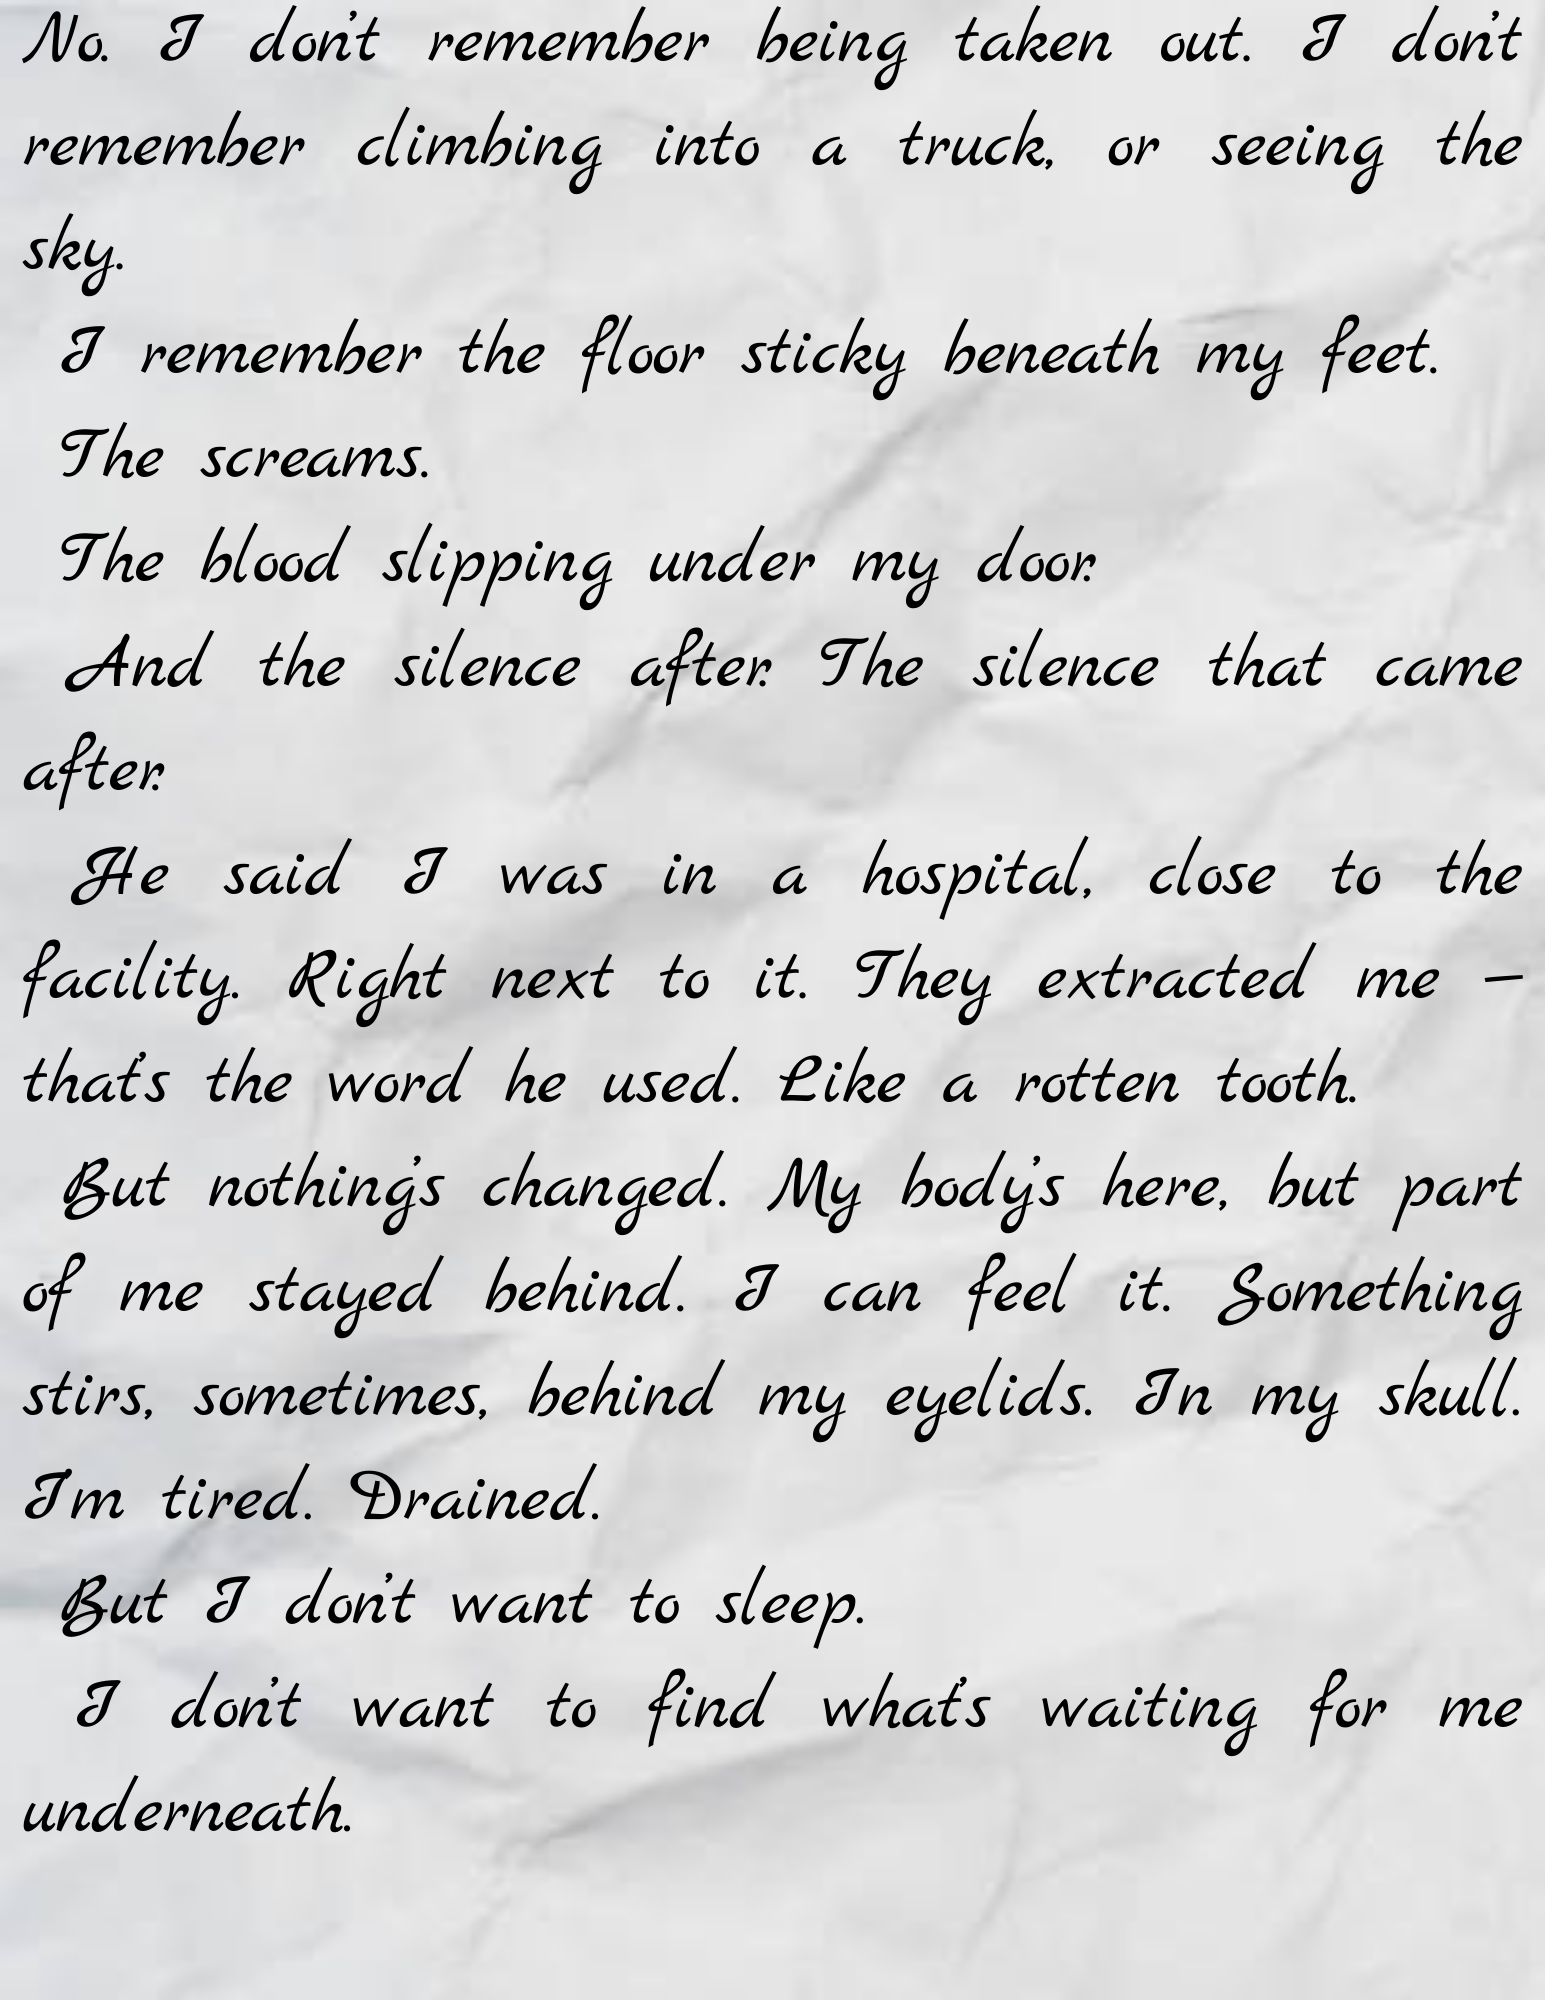 No. I don't remember being taken out. I don't
remember climbing into a truck, or seeing the
sky.
I remember the floor sticky beneath my feet.
The screams.
The blood slipping under my door.
And the silence after. The silence that came
after.
He said I was in a hospital, close to the
facility. Right next to it. They extracted me —
that's the word he used. Like a rotten tooth.
But nothing's changed. My body's here, but part
of me stayed behind. I can feel it. Something
stirs, sometimes, behind my eyelids. In my skull.
I'm tired. Drained.
But I don't want to sleep.
I don't want to find what's waiting for me
underneath.